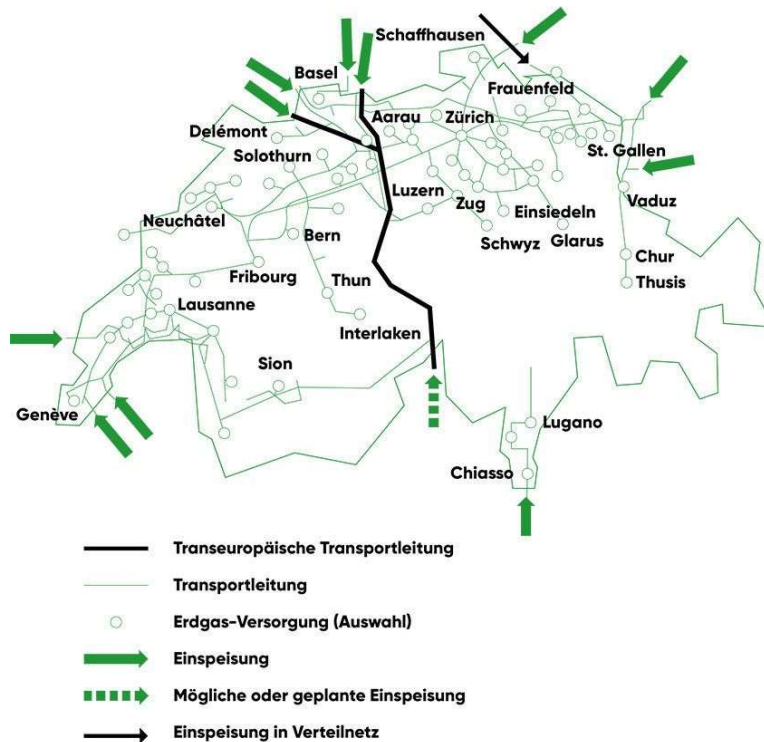 Schaffhausen
Basel
Frauenfeld
Aarau
Zürich
Delémont
St. Gallen
Solothurn
Luzern
Vaduz
Zug
Einsiedeln
Neuchâtel
Bern
Schwyz
Glarus
Chur
Fribourg
Thun
Thusis
Lausanne
Interlaken
Sion
Genève
Lugano
Chiasso
Transeuropäische Transportleitung
Transportleitung
Erdgas-Versorgung (Auswahl)
Einspeisung
Mögliche oder geplante Einspeisung
Einspeisung in Verteilnetz